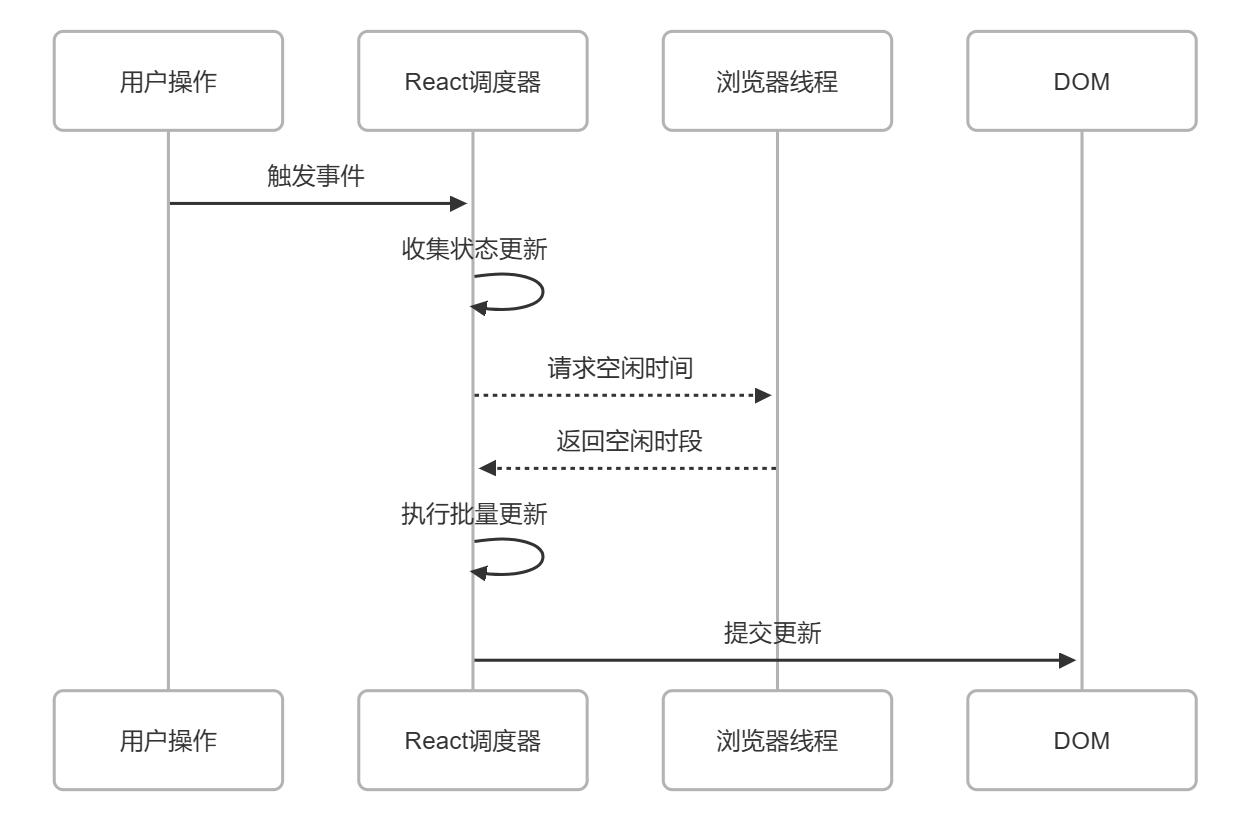 用户操作
React调度器
浏览器线程
DOM
触发事件
收集状态更新
请求空闲时间
返回空闲时段
执行批量更新
提交更新
用户操作
React调度器
浏览器线程
DOM